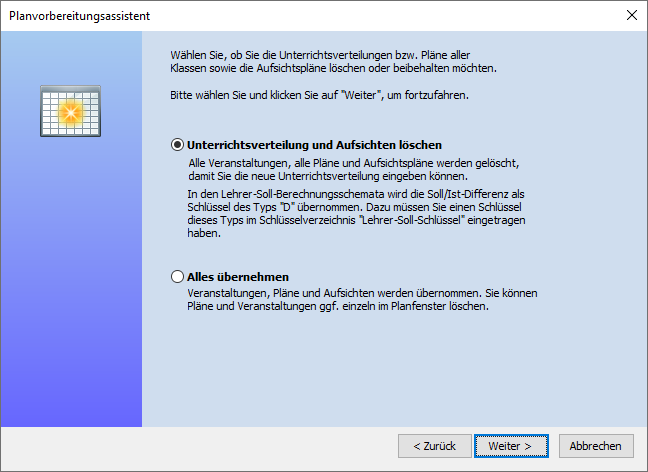 Planvorbereitungsassistent
Wählen Sie, ob Sie die Unterrichtsverteilungen bzw. Pläne aller
Klassen sowie die Aufsichtspläne löschen oder beibehalten möchten.
Bitte wählen Sie und klicken Sie auf "Weiter", um fortzufahren.
Unterrichtsverteilung und Aufsichten löschen
Alle Veranstaltungen, alle Pläne und Aufsichtspläne werden gelöscht,
damit Sie die neue Unterrichtsverteilung eingeben können.
In den Lehrer-Soll-Berechnungsschemata wird die Soll/Ist-Differenz als
Schlüssel des Typs "D" übernommen. Dazu müssen Sie einen Schlüssel
dieses Typs im Schlüsselverzeichnis "Lehrer-Soll-Schlüssel" eingetragen
haben.
Alles übernehmen
Veranstaltungen, Pläne und Aufsichten werden übernommen. Sie können
Pläne und Veranstaltungen ggf. einzeln im Planfenster löschen.
< Zurück
Weiter >
Abbrechen